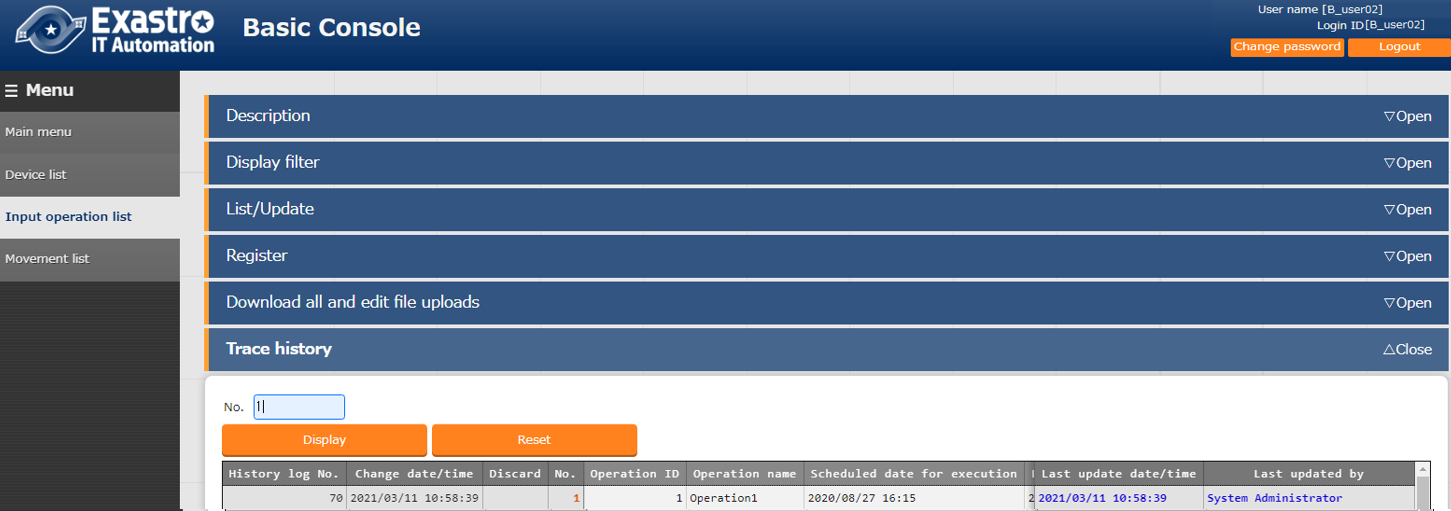 Exastro
IT Automation
Basic Console
User name [B_user02]
Login ID[B_user02]
Change password
Logout
☰ Menu
Main menu
Device list
Input operation list
Movement list
Description ▽Open
Display filter ▽Open
List/Update ▽Open
Register ▽Open
Download all and edit file uploads ▽Open
Trace history △Close
No. 1
Display Reset
History log No. Change date/time Discard No. Operation ID Operation name Scheduled date for execution Last update date/time Last updated by
70 2021/03/11 10:58:39 1 1 Operation1 2020/08/27 16:15 2 2021/03/11 10:58:39 System Administrator